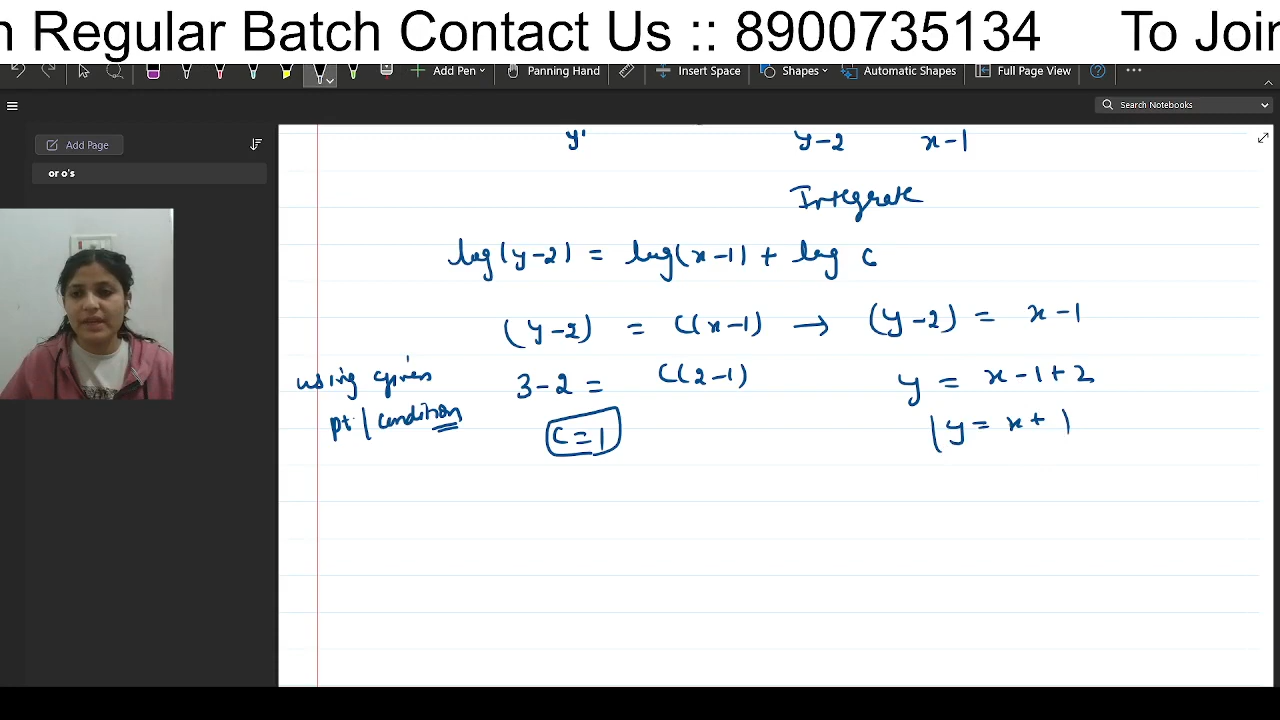 n Regular Batch Contact Us :: 8900735134 To Join
Add Pen Panning Hand Insert Space Shapes Automatic Shapes Full Page View
Search Notebooks
Add Page
or o's
y' y-2 x-1
Integrate
log(y-2) = log(x-1) + log c
(y-2) = C(x-1) → (y-2) = x-1
using given 3-2 = C(2-1) y = x-1+2
pt. | condition C=1 | y = x+1